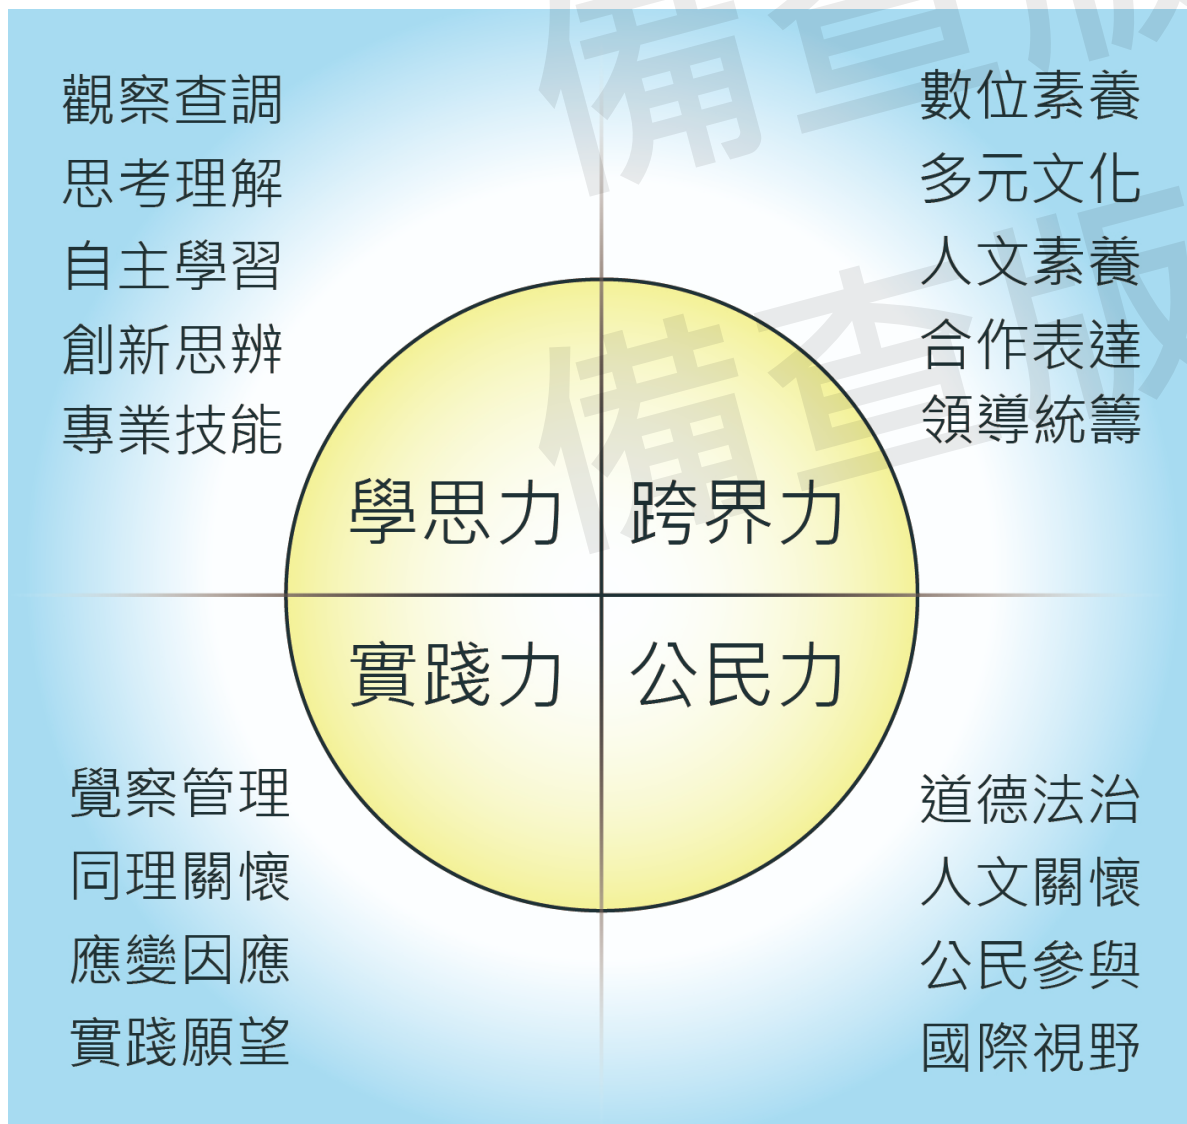 備查版
觀察查調
思考理解
自主學習
創新思辨
專業技能
數位素養
多元文化
人文素養
合作表達
領導統籌
備查版
學思力
跨界力
實踐力
公民力
覺察管理
同理關懷
應變因應
實踐願望
道德法治
人文關懷
公民參與
國際視野